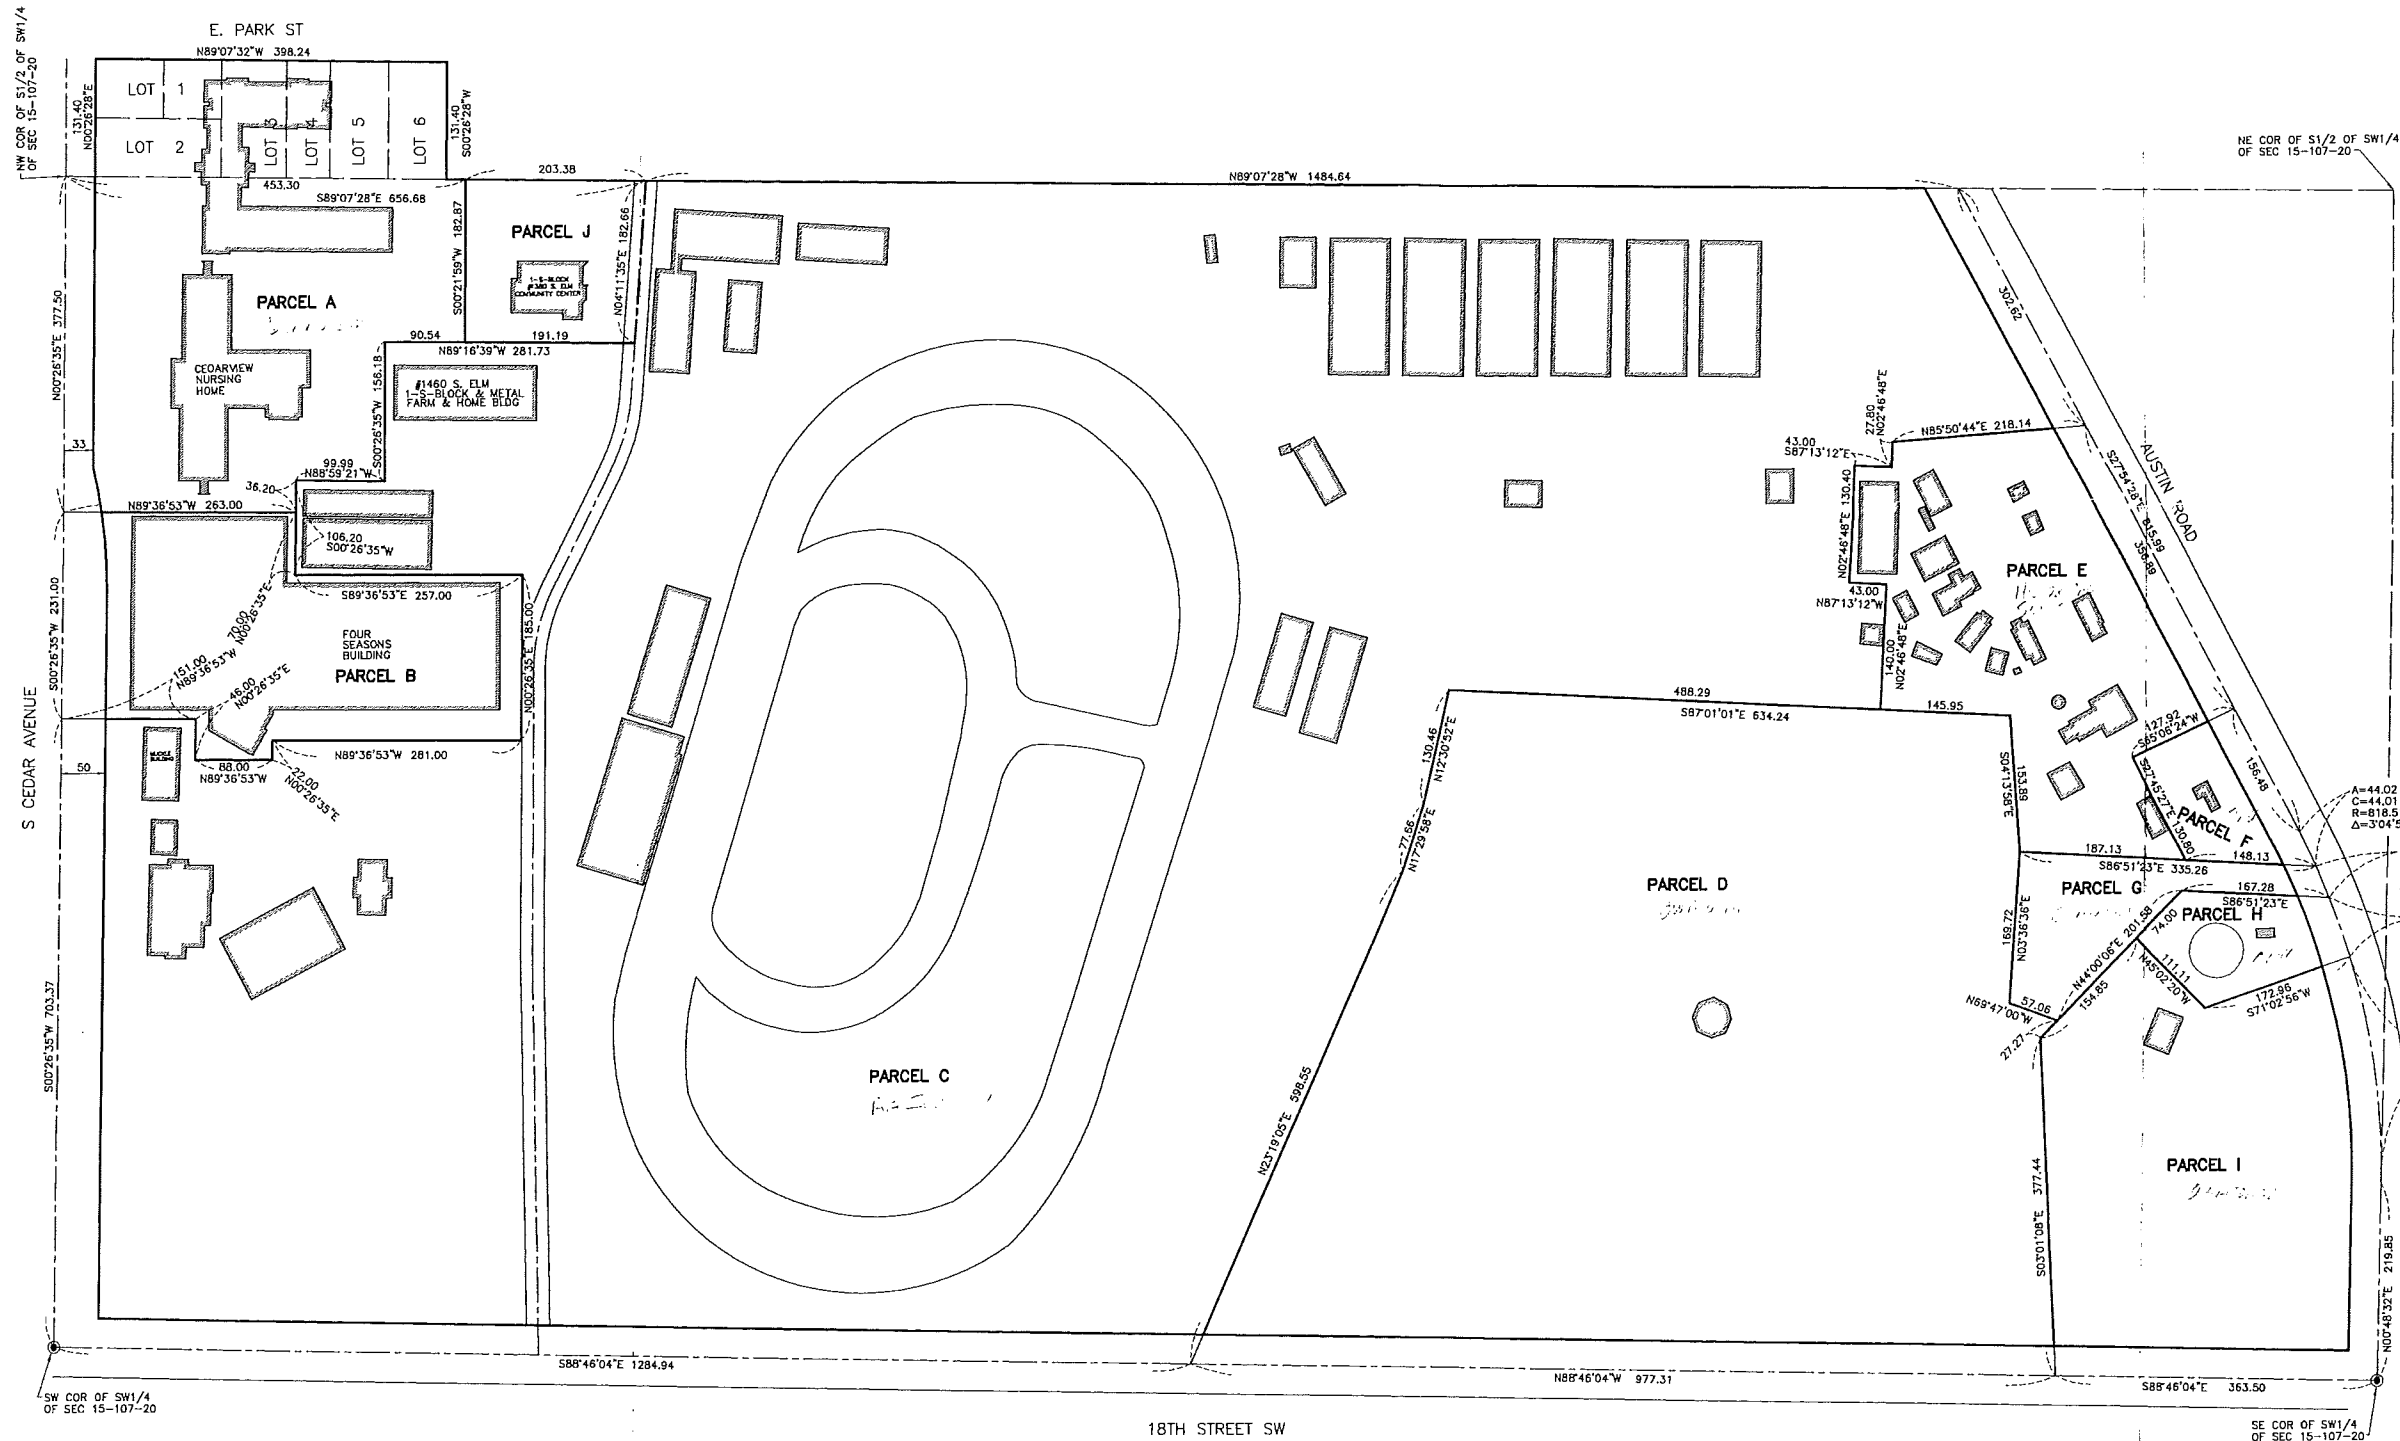 E. PARK ST
N89°07'32"W 398.24
NW COR OF S1/2 OF SW1/4
OF SEC 15-107-20
131.40
N00°26'28"E
LOT 1
LOT 2
LOT 3
LOT 4
LOT 5
LOT 6
131.40
S00°26'28"W
453.30
S89°07'28"E 656.68
203.38
N89°07'28"W 1484.64
NE COR OF S1/2 OF SW1/4
OF SEC 15-107-20
N00°26'35"E 377.50
PARCEL A
S00°21'59"W 182.87
PARCEL J
1-S-BLOCK
#1380 S. ELM
COMMUNITY CENTER
N04°11'35"E 182.66
90.54
191.19
N89°16'39"W 281.73
CEDARVIEW
NURSING
HOME
S00°26'35"W 156.18
#1460 S. ELM
1-S-BLOCK & METAL
FARM & HOME BLDG
33
99.99
N88°59'21"W
36.20
N89°36'53"W 263.00
106.20
S00°26'35"W
S89°36'53"E 257.00
S00°26'35"W 231.00
70.00
N00°26'35"E
FOUR
SEASONS
BUILDING
PARCEL B
N00°26'35"E 185.00
151.00
N89°36'53"W
46.00
N00°26'35"E
MUCKLE
BUILDING
50
88.00
N89°36'53"W
22.00
N00°26'35"E
N89°36'53"W 281.00
S CEDAR AVENUE
S00°26'35"W 703.37
302.62
27.80
N02°46'48"E
43.00
S87°13'12"E
N85°50'44"E 218.14
N02°46'48"E 130.40
43.00
N87°13'12"W
140.00
N02°46'48"E
S27°54'28"E 815.99
356.89
AUSTIN ROAD
PARCEL E
488.29
S87°01'01"E 634.24
145.95
130.46
N12°30'52"E
77.66
N17°29'58"E
S04°13'58"E
153.89
127.92
S65°06'24"W
S27°45'27"E 130.80
156.48
PARCEL F
A=44.02
C=44.01
R=818.5
Δ=3°04'5
187.13
148.13
S86°51'23"E 335.26
PARCEL D
PARCEL G
167.28
S86°51'23"E
PARCEL H
169.72
N03°36'36"E
N44°00'06"E 201.58
74.00
154.85
111.11
N45°02'20"W
172.96
S71°02'56"W
57.06
N69°47'00"W
27.27
PARCEL C
N23°19'05"E 598.55
S03°01'08"E 377.44
PARCEL I
N00°48'32"E 219.85
S88°46'04"E 1284.94
N88°46'04"W 977.31
S88°46'04"E 363.50
SW COR OF SW1/4
OF SEC 15-107-20
18TH STREET SW
SE COR OF SW1/4
OF SEC 15-107-20